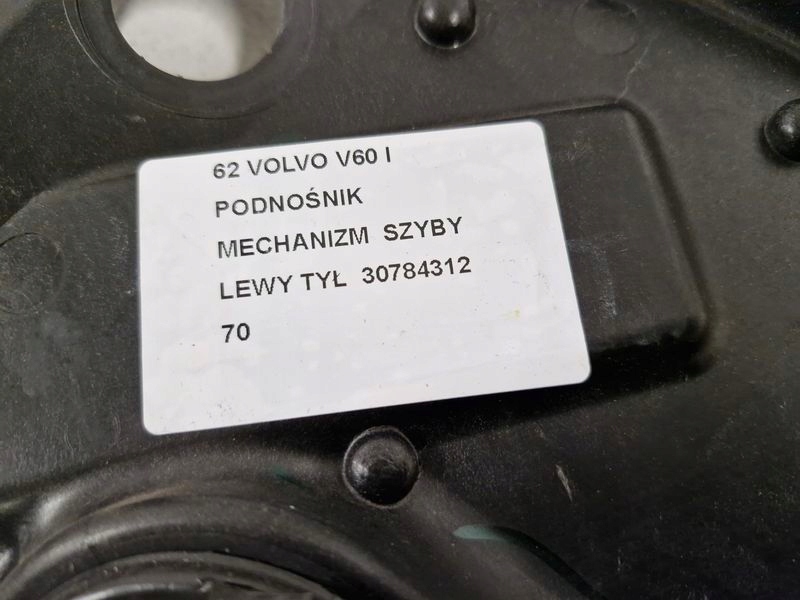 62 VOLVO V60 I
PODNOŚNIK
MECHANIZM SZYBY
LEWY TYŁ 30784312
70